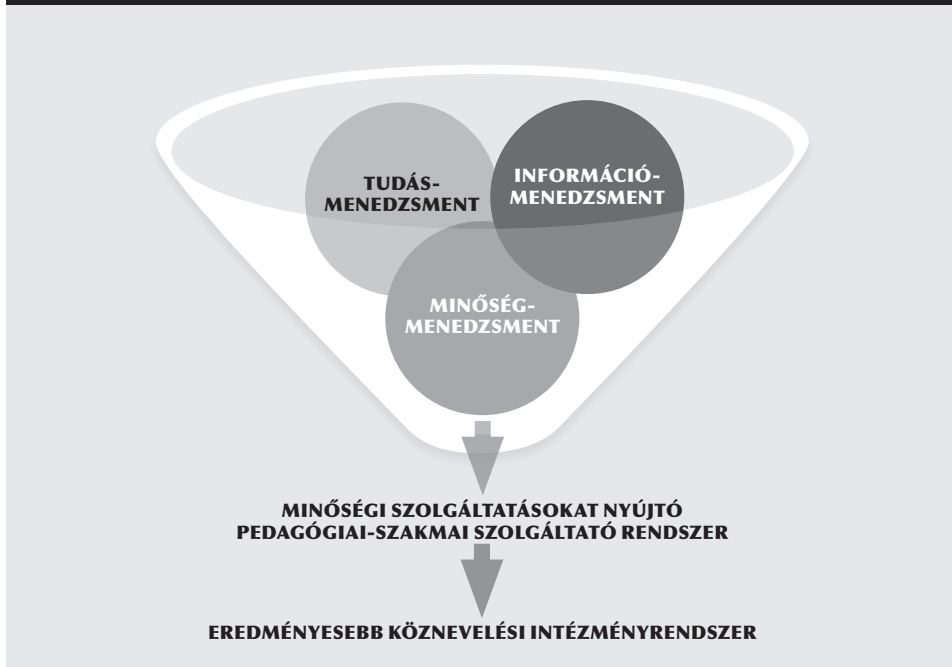 TUDÁS-
MENEDZSMENT
INFORMÁCIÓ-
MENEDZSMENT
MINŐSÉG-
MENEDZSMENT
MINŐSÉGI SZOLGÁLTATÁSOKAT NYÚJTÓ
PEDAGÓGIAI-SZAKMAI SZOLGÁLTATÓ RENDSZER
EREDMÉNYESEBB KÖZNEVELÉSI INTÉZMÉNYRENDSZER